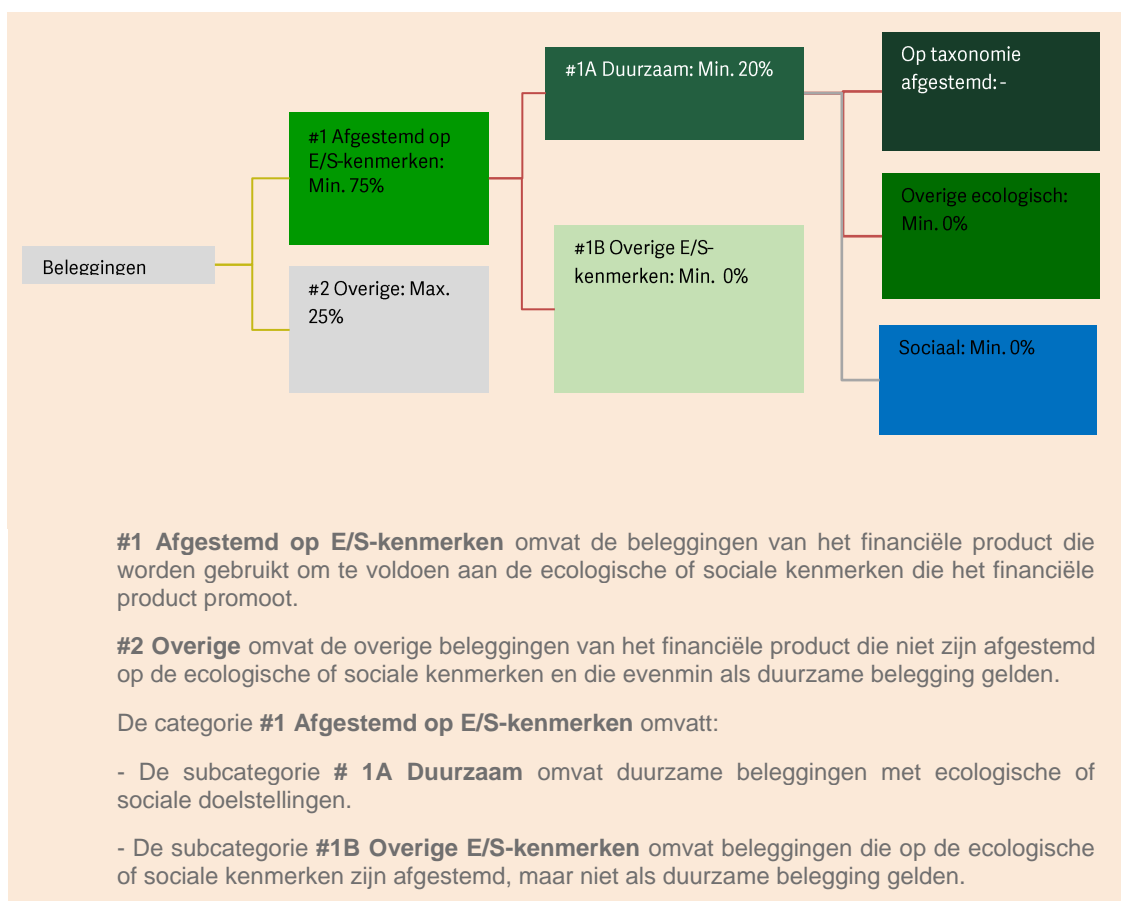 Beleggingen
#1 Afgestemd op
E/S-kenmerken:
Min. 75%
#2 Overige: Max.
25%
#1A Duurzaam: Min. 20%
#1B Overige E/S-
kenmerken: Min. 0%
Op taxonomie
afgestemd: -
Overige ecologisch:
Min. 0%
Sociaal: Min. 0%
#1 Afgestemd op E/S-kenmerken omvat de beleggingen van het financiële product die
worden gebruikt om te voldoen aan de ecologische of sociale kenmerken die het financiële
product promoot.
#2 Overige omvat de overige beleggingen van het financiële product die niet zijn afgestemd
op de ecologische of sociale kenmerken en die evenmin als duurzame belegging gelden.
De categorie #1 Afgestemd op E/S-kenmerken omvatt:
- De subcategorie # 1A Duurzaam omvat duurzame beleggingen met ecologische of
sociale doelstellingen.
- De subcategorie #1B Overige E/S-kenmerken omvat beleggingen die op de ecologische
of sociale kenmerken zijn afgestemd, maar niet als duurzame belegging gelden.